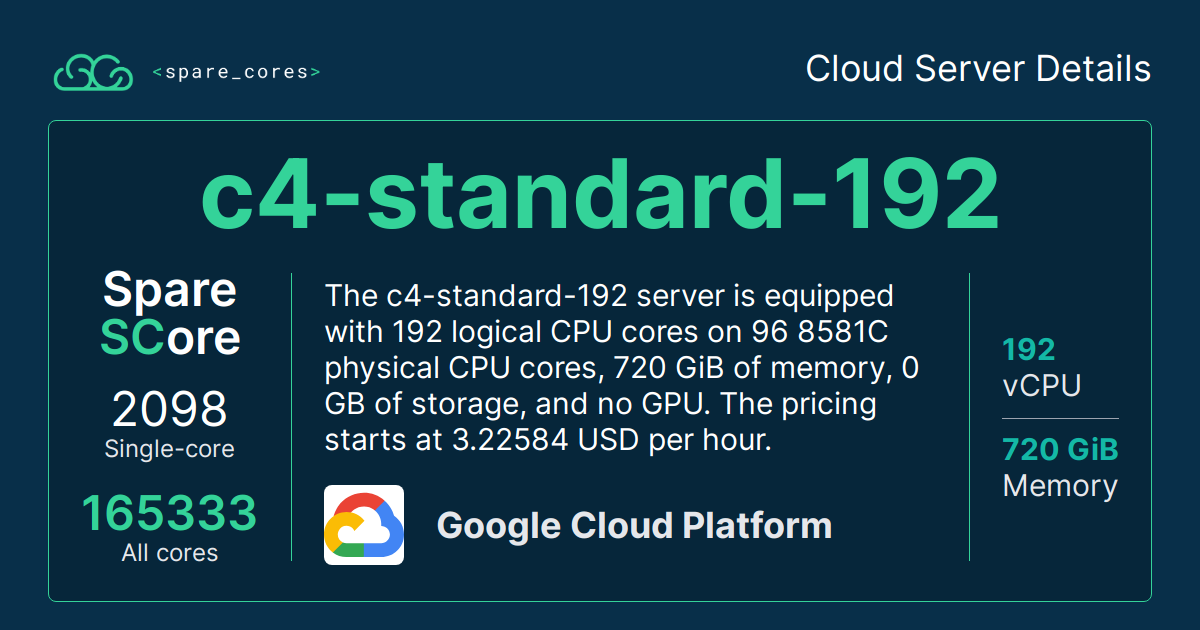 <spare_cores>
Cloud Server Details
c4-standard-192
Spare
SCore
2098
Single-core
165333
All cores
The c4-standard-192 server is equipped
with 192 logical CPU cores on 96 8581C
physical CPU cores, 720 GiB of memory, 0
GB of storage, and no GPU. The pricing
starts at 3.22584 USD per hour.
Google Cloud Platform
192
vCPU
720 GiB
Memory